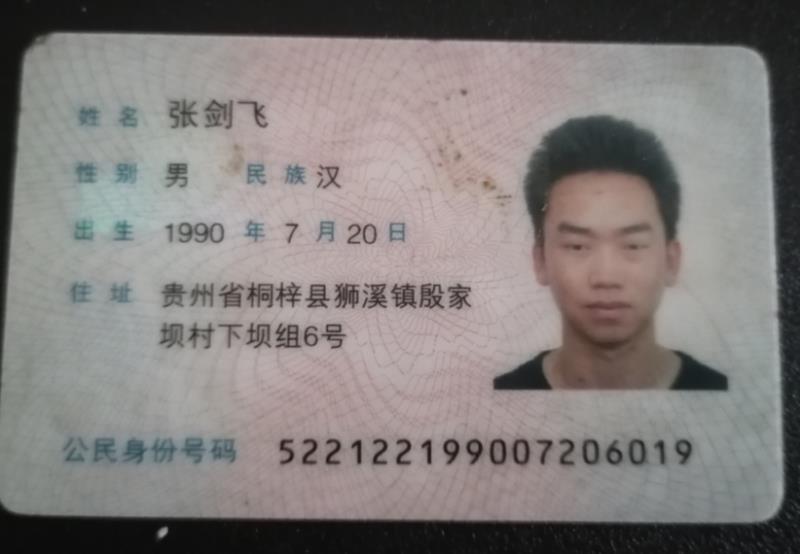 姓名 张剑飞
性别 男 民族 汉
出生 1990 年 7 月 20 日
住址 贵州省桐梓县狮溪镇殷家
坝村下坝组6号
公民身份号码 522122199007206019